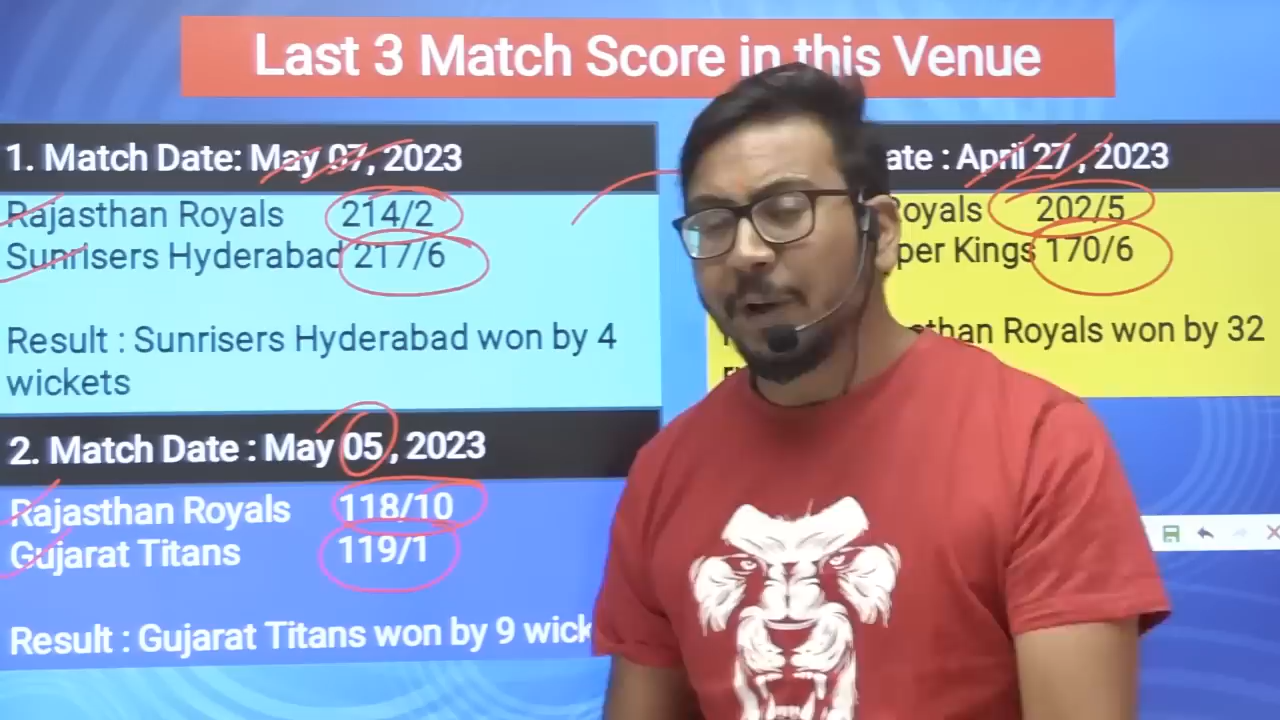 Last 3 Match Score in this Venue
1. Match Date: May 07, 2023
Rajasthan Royals 214/2
Sunrisers Hyderabad 217/6
Result : Sunrisers Hyderabad won by 4
wickets
2. Match Date : May 05, 2023
Rajasthan Royals 118/10
Gujarat Titans 119/1
Result : Gujarat Titans won by 9 wick
ate : April 27 , 2023
oyals 202/5
per Kings 170/6
sthan Royals won by 32